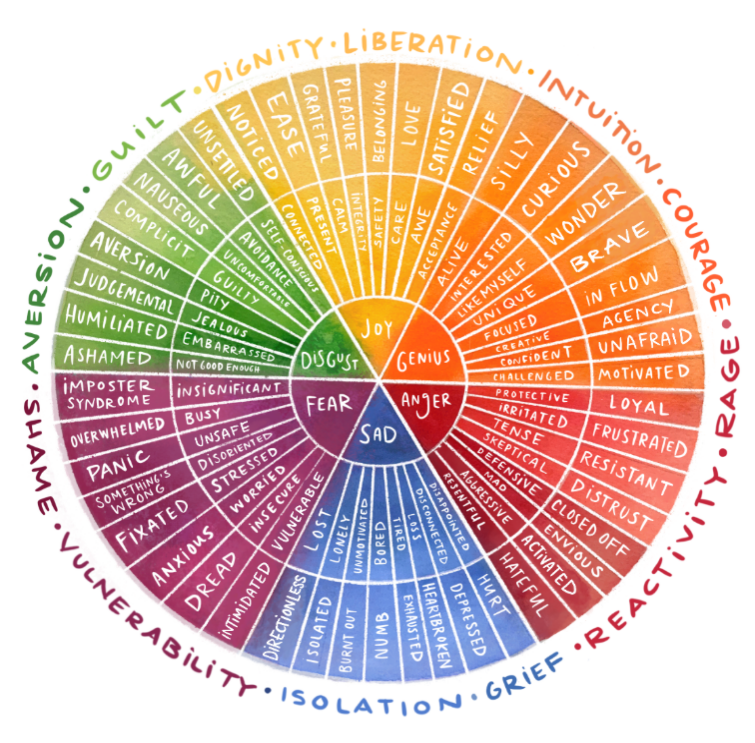 DIGNITY
LIBERATION
INTUITION
COURAGE
RAGE
REACTIVITY
GRIEF
ISOLATION
VULNERABILITY
SHAME
AVERSION
GUILT
JOY
CONNECTED
PRESENT
CALM
INTEGRITY
SAFETY
CARE
AWE
ACCEPTANCE
NOTICED
EASE
GRATEFUL
PLEASURE
BELONGING
LOVE
SATISFIED
RELIEF
GENIUS
ALIVE
INTERESTED
LIKE MYSELF
UNIQUE
FOCUSED
CREATIVE
CONFIDENT
CHALLENGED
SILLY
CURIOUS
WONDER
BRAVE
IN FLOW
AGENCY
UNAFRAID
MOTIVATED
ANGER
PROTECTIVE
IRRITATED
TENSE
SKEPTICAL
DEFENSIVE
MAD
AGGRESSIVE
RESENTFUL
LOYAL
FRUSTRATED
RESISTANT
DISTRUST
CLOSED OFF
ENVIOUS
ACTIVATED
HATEFUL
SAD
DISAPPOINTED
DISCONNECTED
LOSS
TIRED
BORED
UNMOTIVATED
LONELY
LOST
HURT
DEPRESSED
HEARTBROKEN
EXHAUSTED
NUMB
BURNT OUT
ISOLATED
DIRECTIONLESS
FEAR
VULNERABLE
INSECURE
WORRIED
STRESSED
DISORIENTED
UNSAFE
BUSY
INSIGNIFICANT
INTIMIDATED
DREAD
ANXIOUS
FIXATED
SOMETHING'S
WRONG
PANIC
OVERWHELMED
IMPOSTER
SYNDROME
DISGUST
NOT GOOD ENOUGH
EMBARRASSED
JEALOUS
PITY
GUILTY
UNCOMFORTABLE
AVOIDANCE
SELF-CONSCIOUS
ASHAMED
HUMILIATED
JUDGEMENTAL
AVERSION
COMPLICIT
NAUSEOUS
AWFUL
UNSETTLED